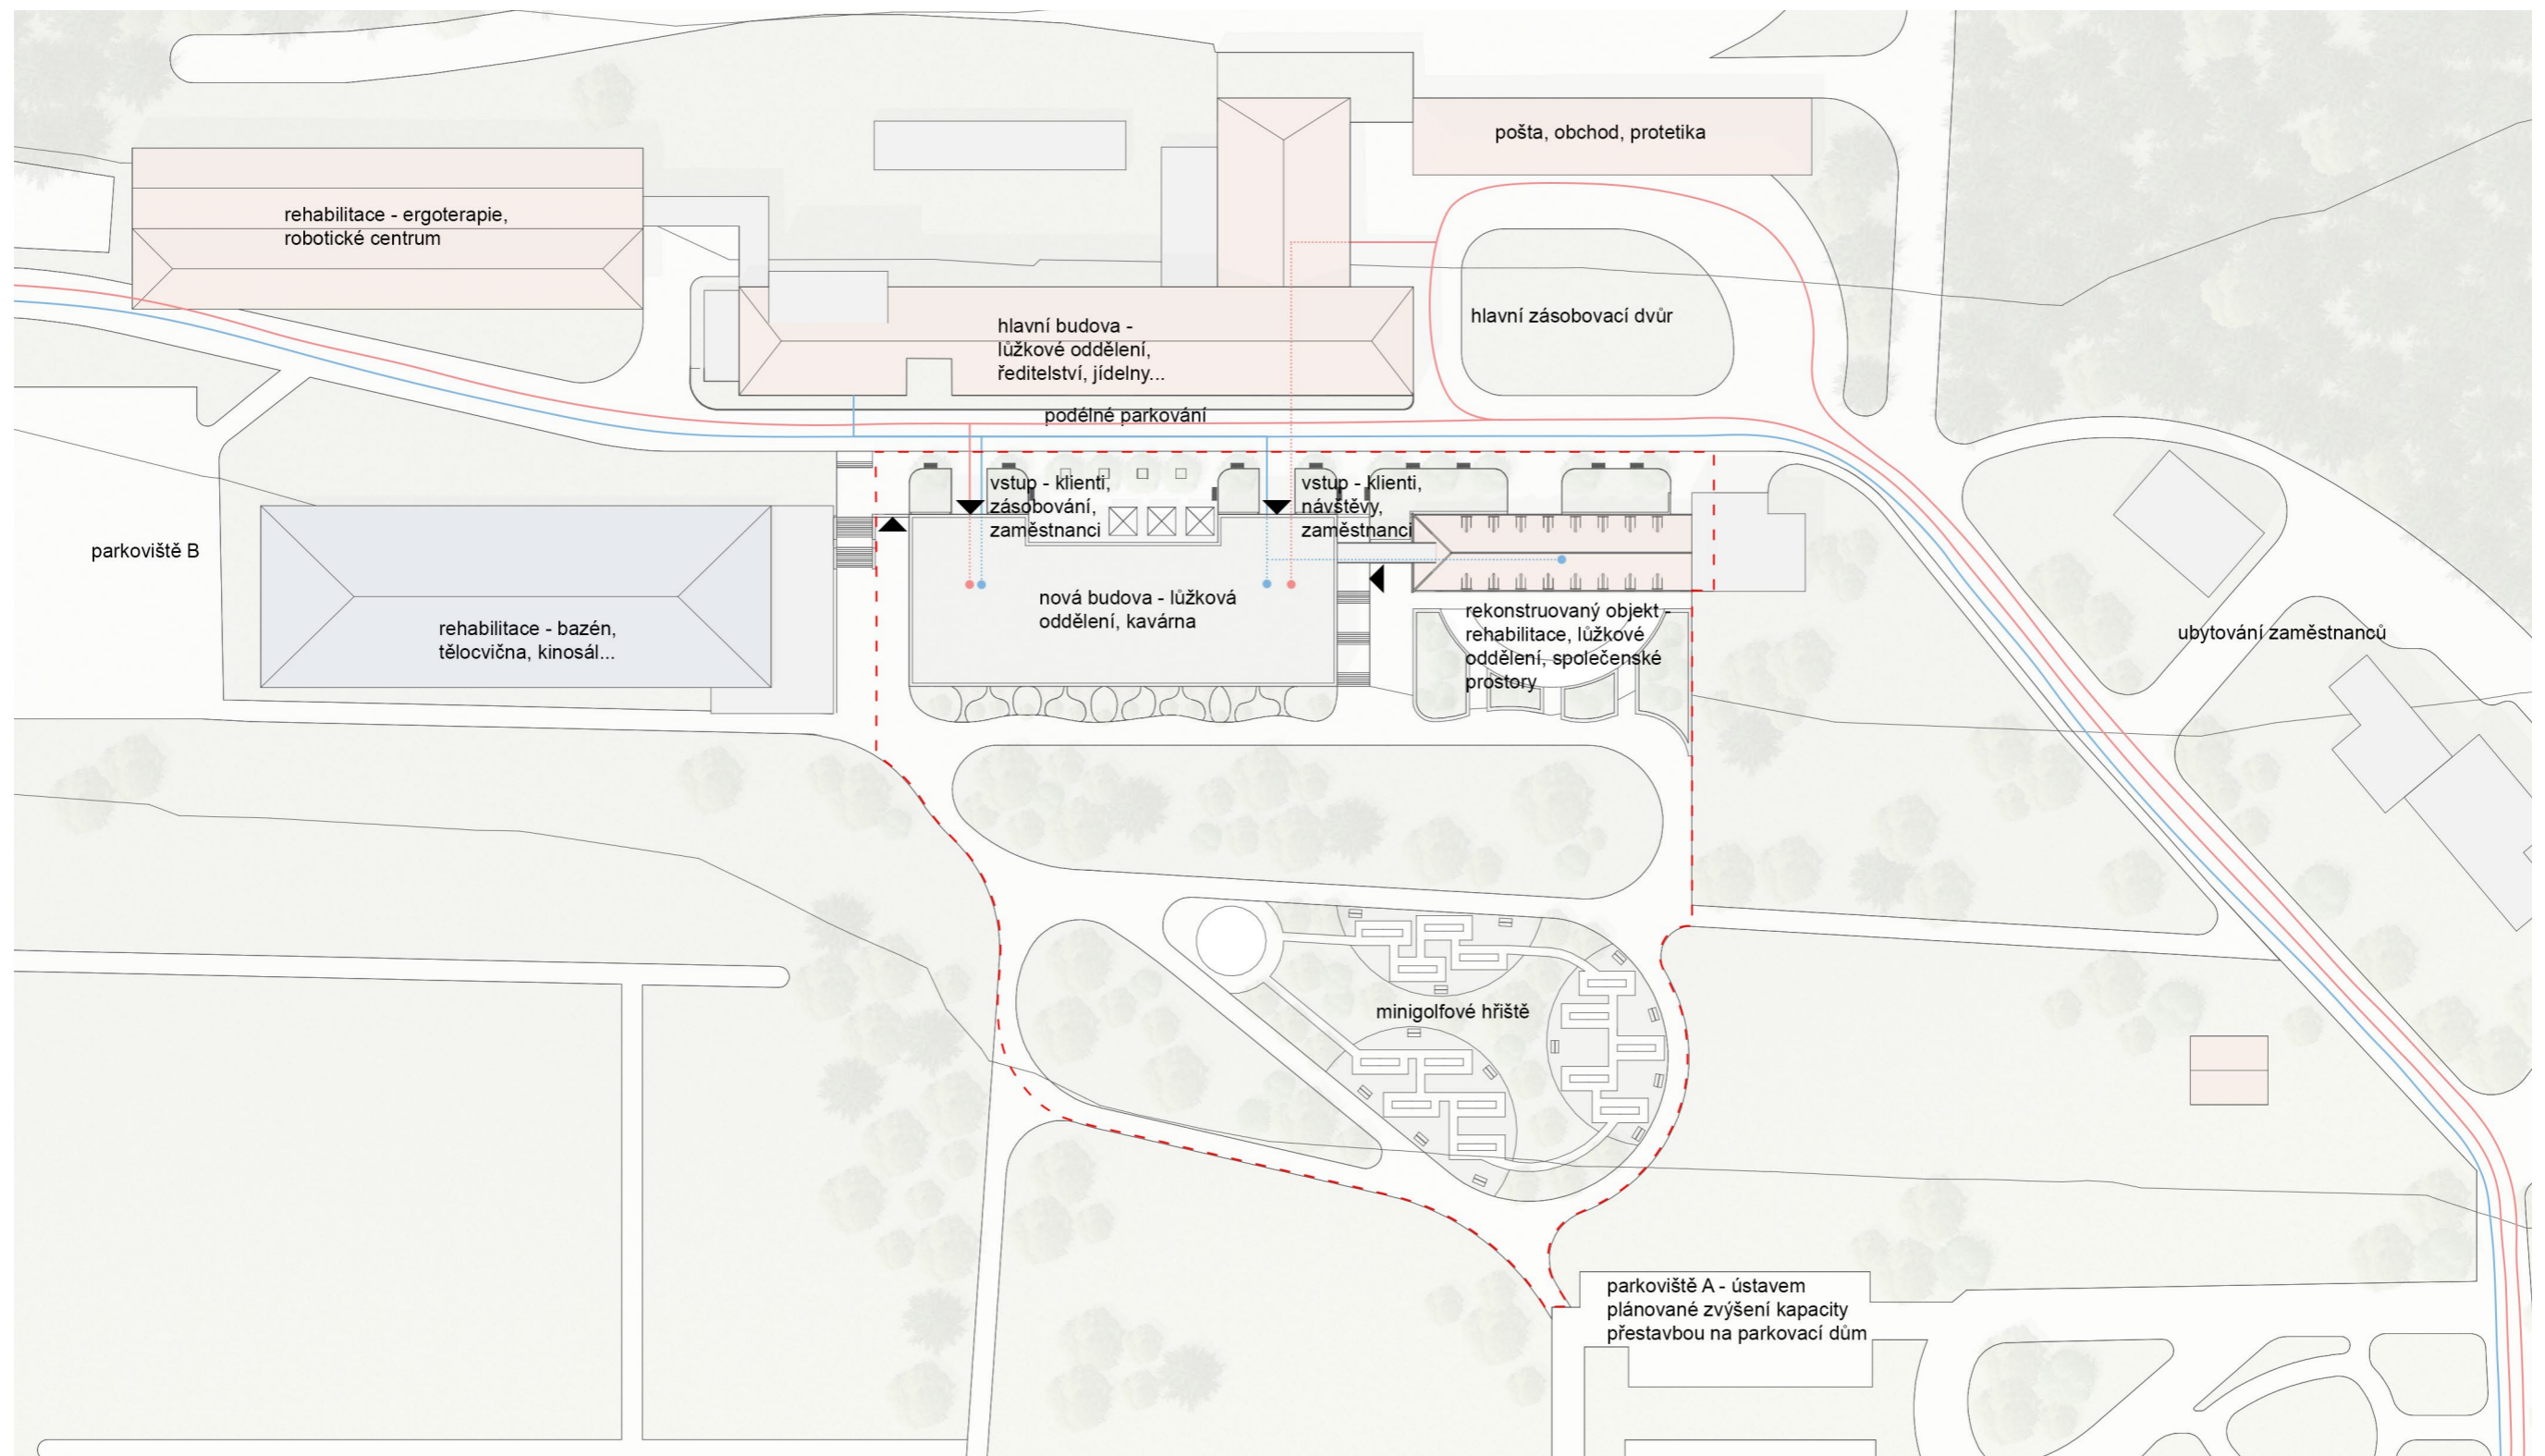 pošta, obchod, protetika
rehabilitace - ergoterapie,
robotické centrum
hlavní zásobovací dvůr
hlavní budova -
lůžkové oddělení,
ředitelství, jídelny...
podélné parkování
vstup - klienti,
zásobování,
zaměstnanci
vstup - klienti,
návštěvy,
zaměstnanci
parkoviště B
nová budova - lůžková
oddělení, kavárna
rehabilitace - bazén,
tělocvična, kinosál...
rekonstruovaný objekt -
rehabilitace, lůžkové
oddělení, společenské
prostory
ubytování zaměstnanců
minigolfové hřiště
parkoviště A - ústavem
plánované zvýšení kapacity
přestavbou na parkovací dům